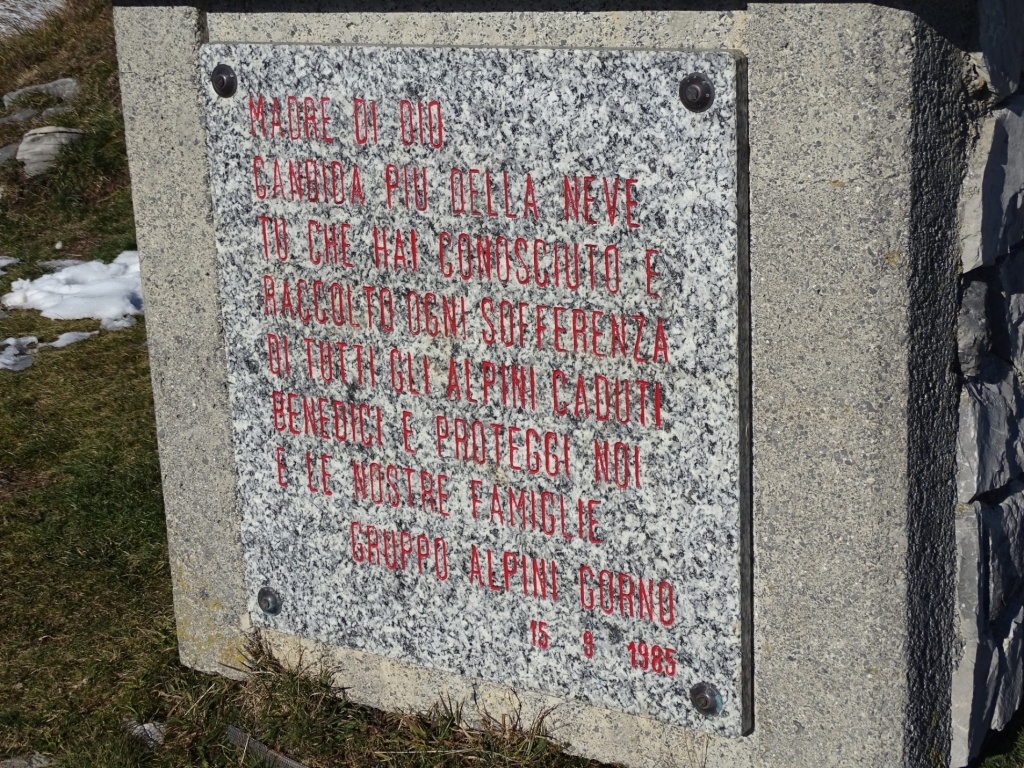 MADRE DI DIO
CANDIDA PIU DELLA NEVE
TU CHE HAI CONOSCIUTO E
RACCOLTO OGNI SOFFERENZA
DI TUTTI GLI ALPINI CADUTI
BENEDICI E PROTEGGI NOI
E LE NOSTRE FAMIGLIE
GRUPPO ALPINI GORNO
15 9 1985